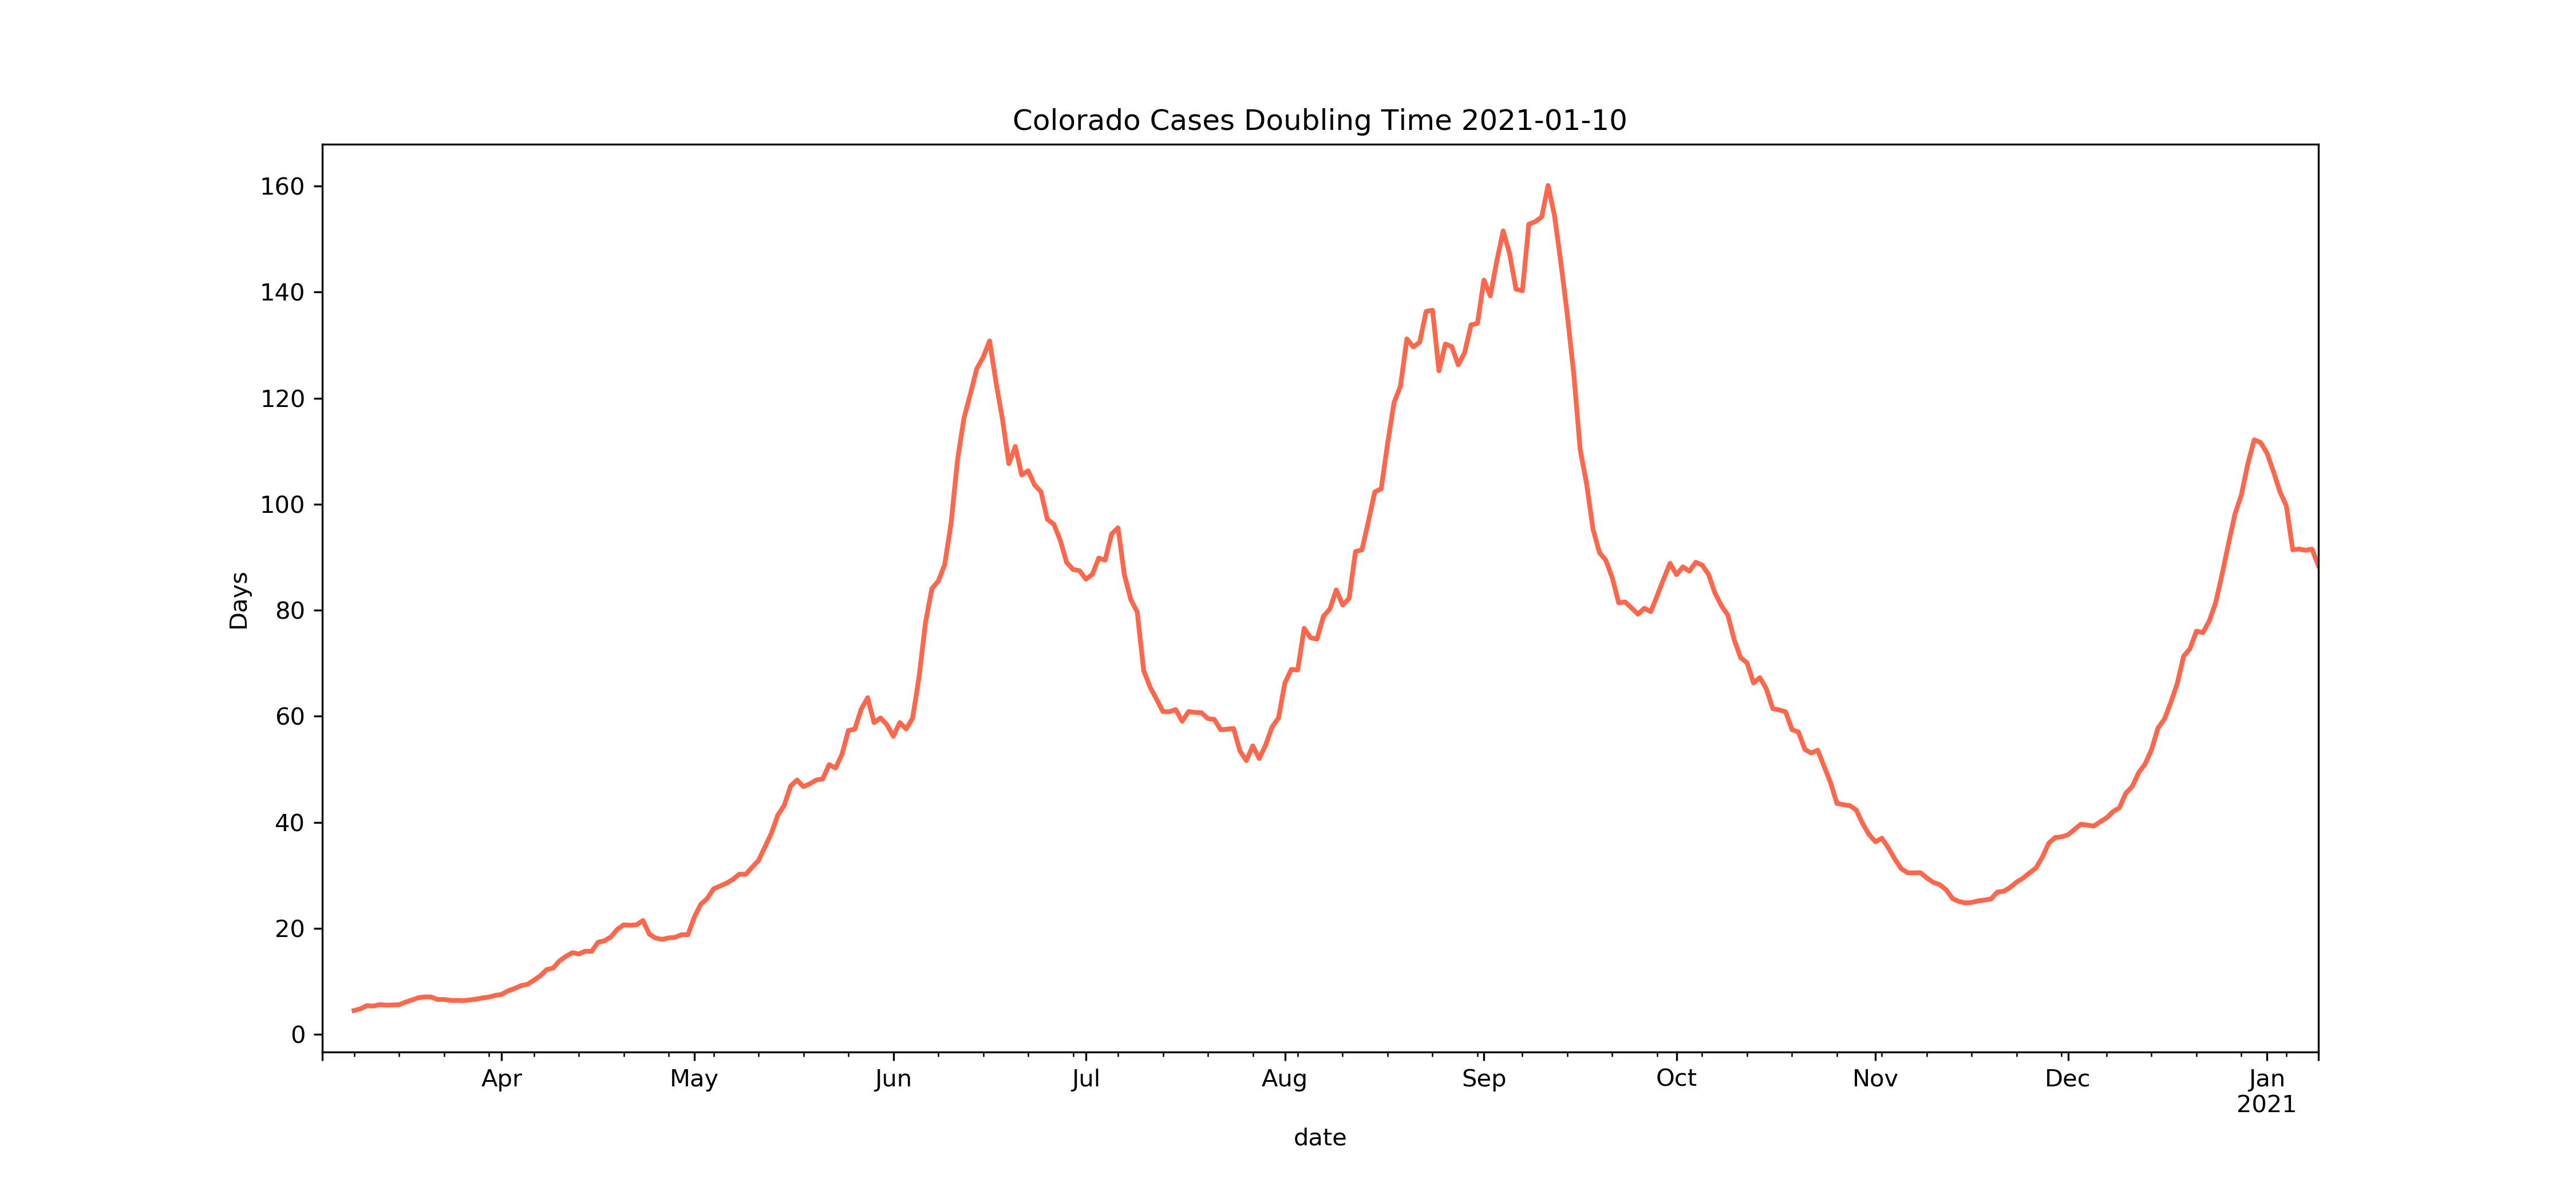 Colorado Cases Doubling Time 2021-01-10
160
140
120
100
80
60
40
20
0
Days
Apr May Jun Jul Aug Sep Oct Nov Dec Jan
2021
date